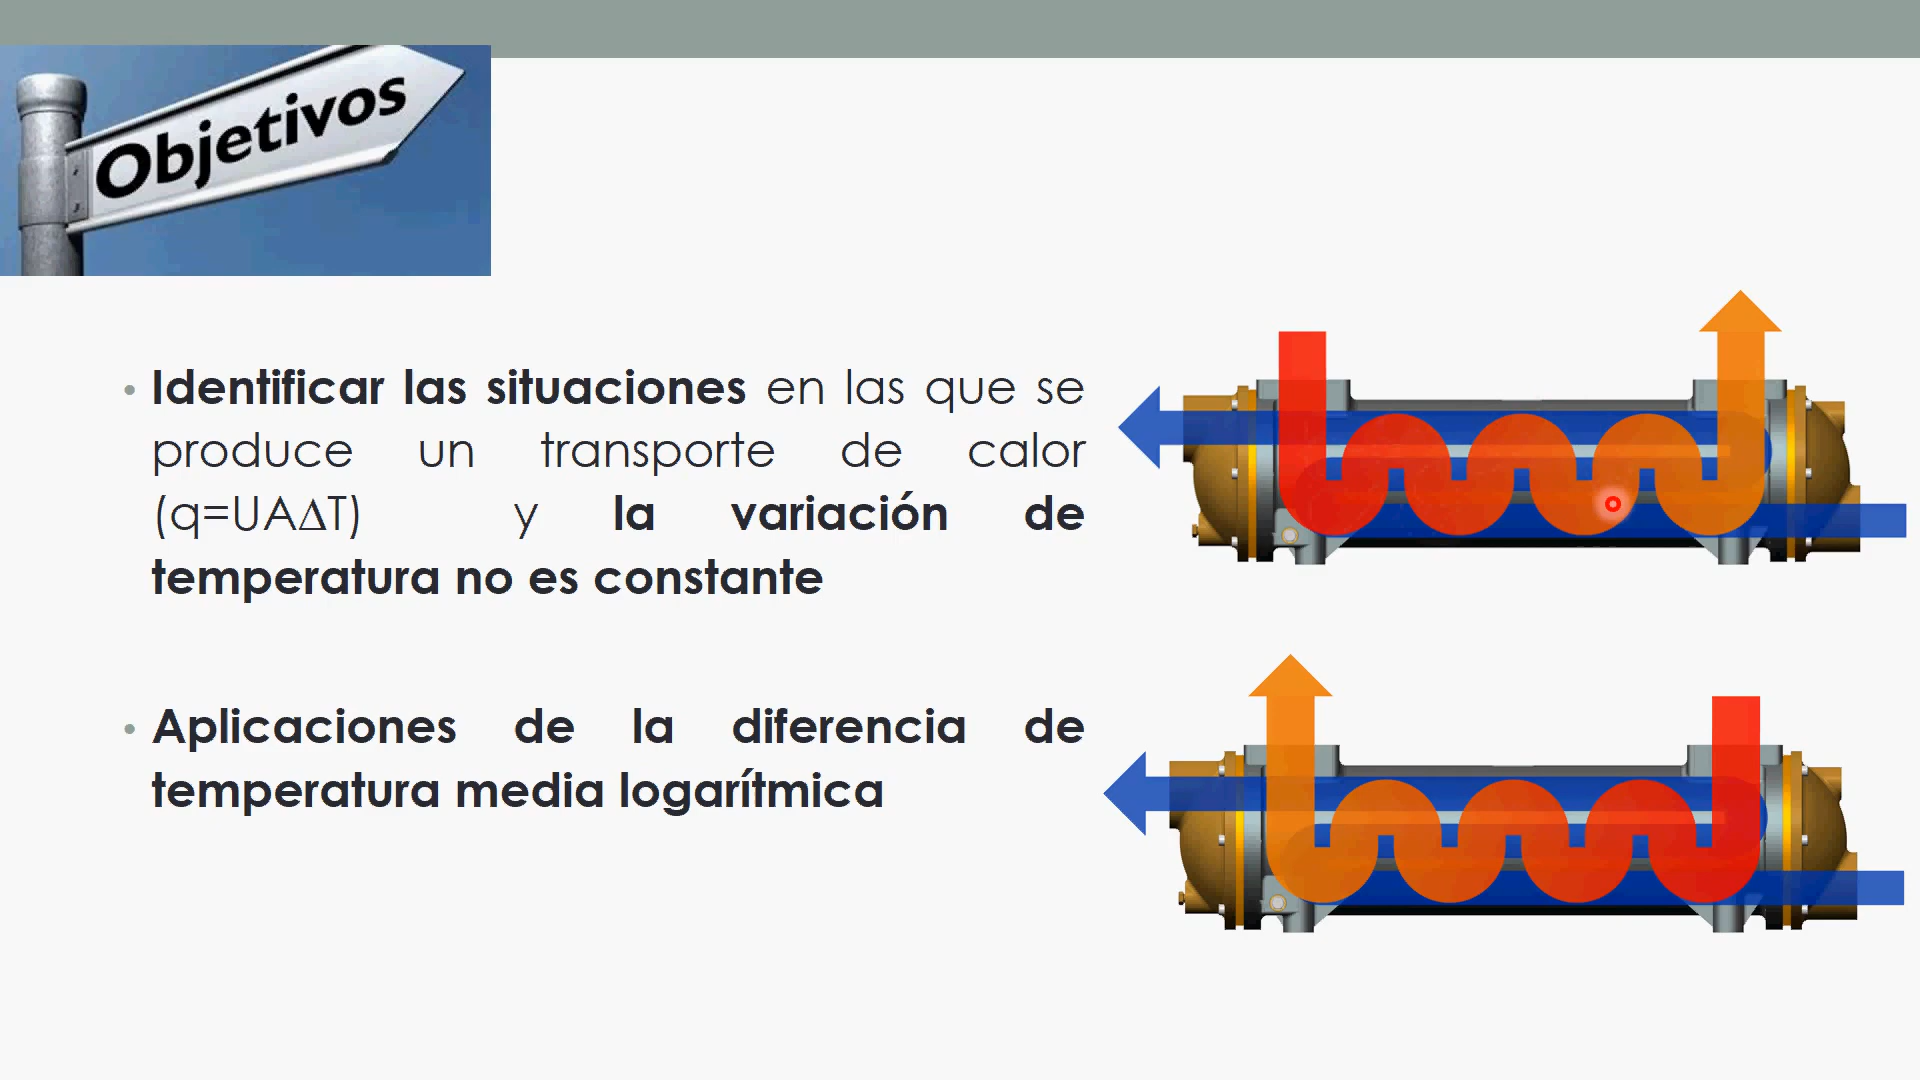 Objetivos
• Identificar las situaciones en las que se
produce un transporte de calor
(q=UA∆T) y la variación de
temperatura no es constante
• Aplicaciones de la diferencia de
temperatura media logarítmica